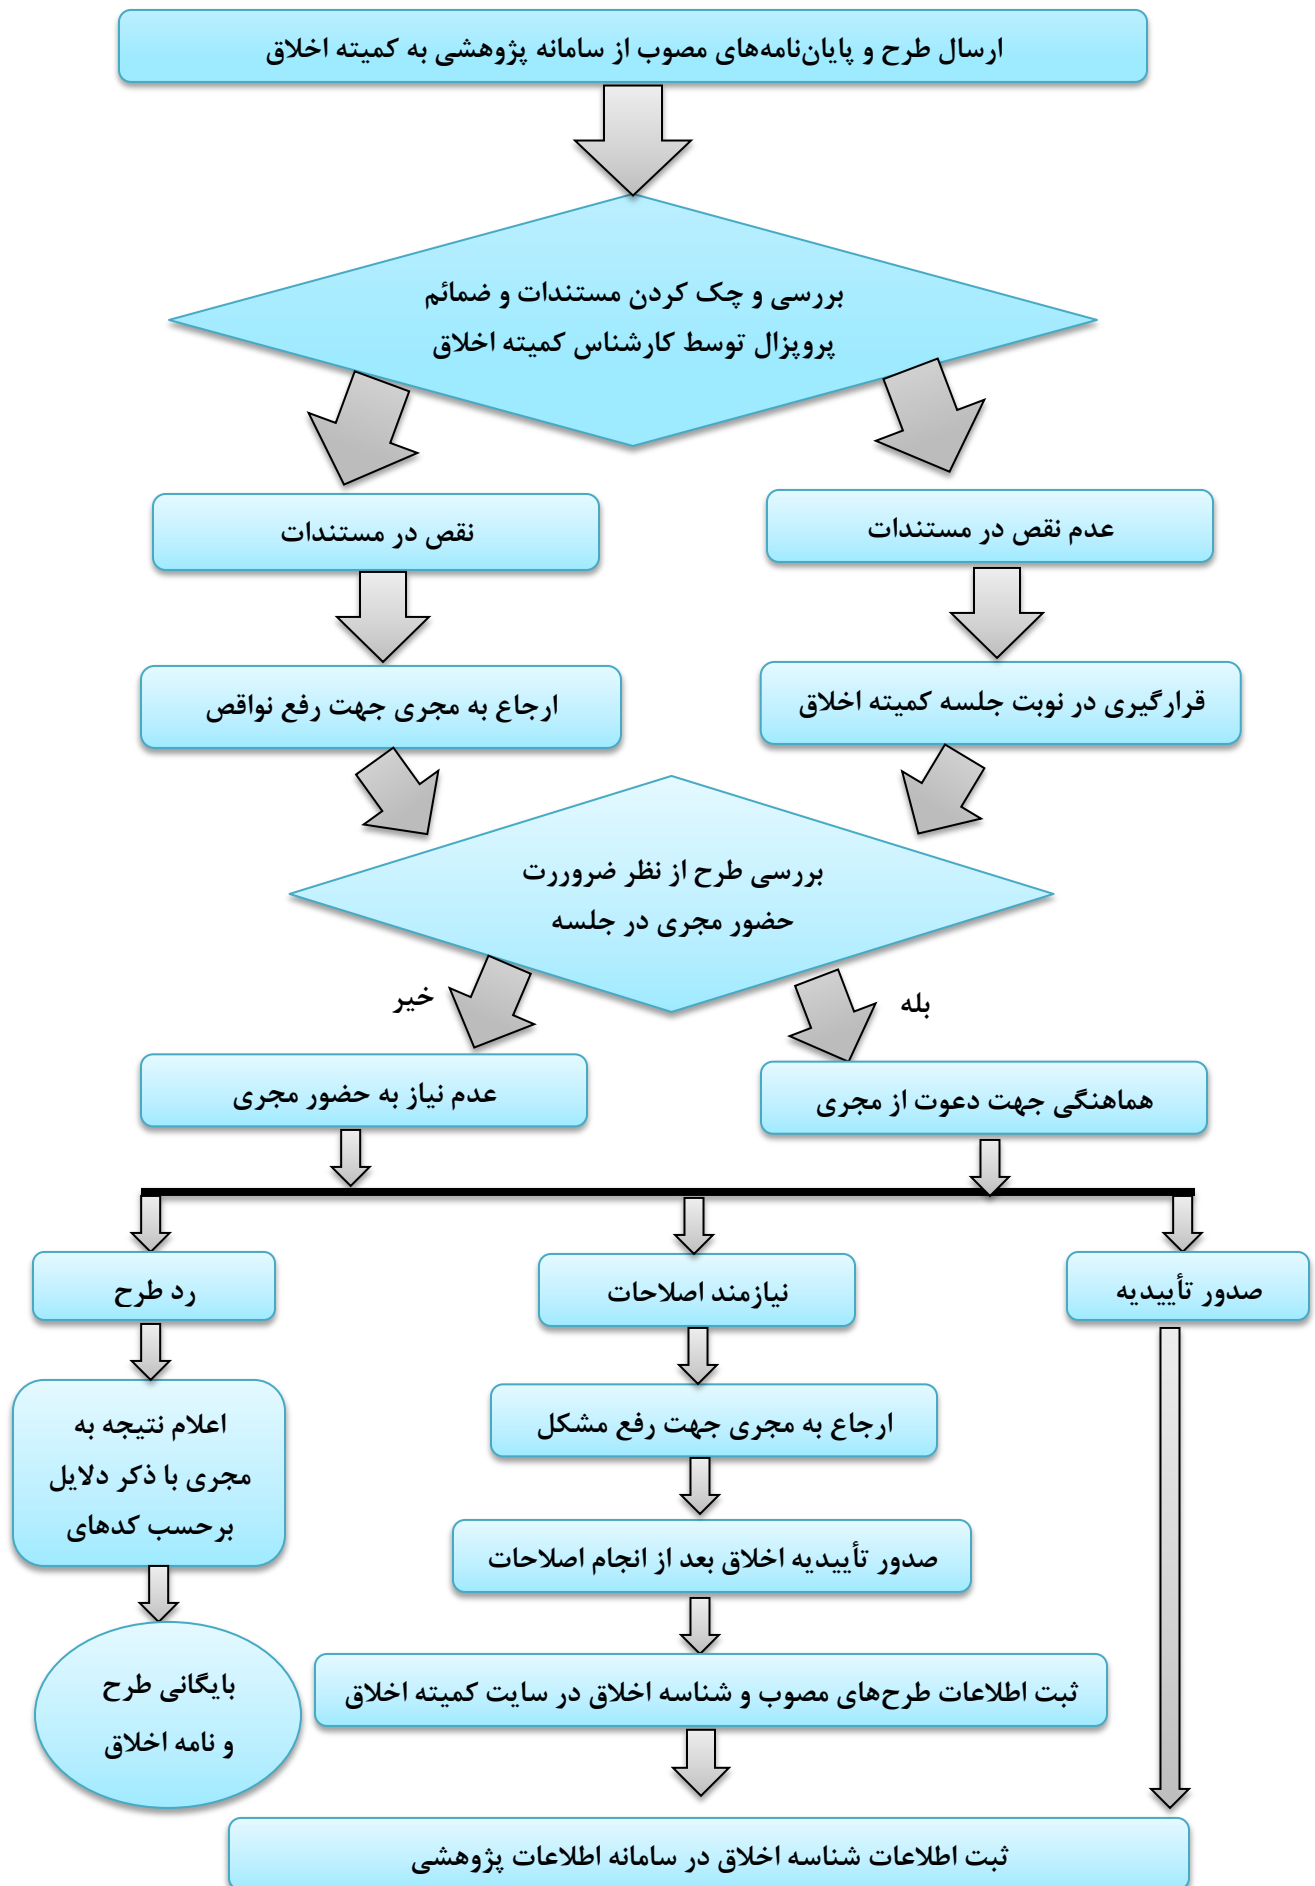 ارسال طرح و پایان‌نامه‌های مصوب از سامانه پژوهشی به کمیته اخلاق
بررسی و چک کردن مستندات و ضمائم
پروپزال توسط کارشناس کمیته اخلاق
عدم نقص در مستندات
نقص در مستندات
قرارگیری در نوبت جلسه کمیته اخلاق
ارجاع به مجری جهت رفع نواقص
بررسی طرح از نظر ضروررت
حضور مجری در جلسه
بله
خیر
هماهنگی جهت دعوت از مجری
عدم نیاز به حضور مجری
صدور تأییدیه
نیازمند اصلاحات
رد طرح
ارجاع به مجری جهت رفع مشکل
اعلام نتیجه به
مجری با ذکر دلایل
برحسب کدهای
صدور تأییدیه اخلاق بعد از انجام اصلاحات
ثبت اطلاعات طرح‌های مصوب و شناسه اخلاق در سایت کمیته اخلاق
بایگانی طرح
و نامه اخلاق
ثبت اطلاعات شناسه اخلاق در سامانه اطلاعات پژوهشی